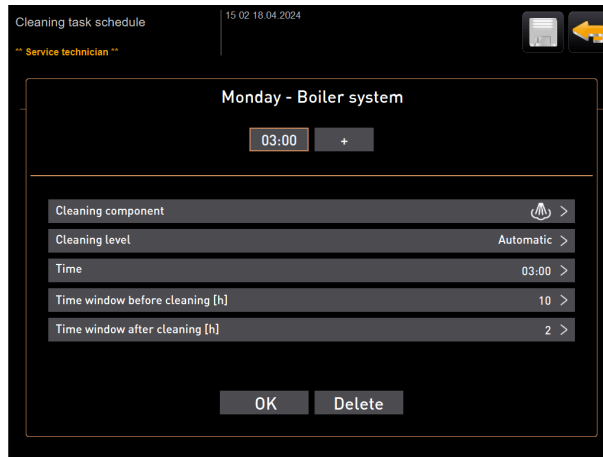 Cleaning task schedule
15 02 18.04.2024
** Service technician **
Monday - Boiler system
03:00 +
Cleaning component >
Cleaning level Automatic >
Time 03:00 >
Time window before cleaning [h] 10 >
Time window after cleaning [h] 2 >
OK Delete